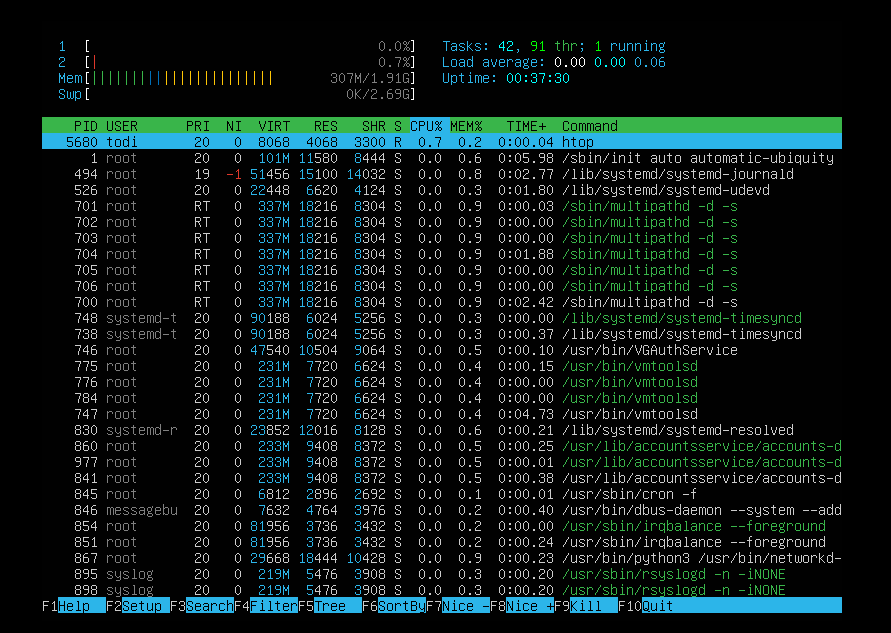 1 [ 0.0%] Tasks: 42, 91 thr; 1 running
2 [| 0.7%] Load average: 0.00 0.00 0.06
Mem[||||||||||||||||||||||| 307M/1.91G] Uptime: 00:37:30
Swp[ 0K/2.69G]
PID USER PRI NI VIRT RES SHR S CPU% MEM% TIME+ Command
5680 todi 20 0 8068 4068 3300 R 0.7 0.2 0:00.04 htop
1 root 20 0 101M 11580 8444 S 0.0 0.6 0:05.98 /sbin/init auto automatic-ubiquity
494 root 19 -1 51456 15100 14032 S 0.0 0.8 0:02.77 /lib/systemd/systemd-journald
526 root 20 0 22448 6620 4124 S 0.0 0.3 0:01.80 /lib/systemd/systemd-udevd
701 root RT 0 337M 18216 8304 S 0.0 0.9 0:00.03 /sbin/multipathd -d -s
702 root RT 0 337M 18216 8304 S 0.0 0.9 0:00.00 /sbin/multipathd -d -s
703 root RT 0 337M 18216 8304 S 0.0 0.9 0:00.00 /sbin/multipathd -d -s
704 root RT 0 337M 18216 8304 S 0.0 0.9 0:01.88 /sbin/multipathd -d -s
705 root RT 0 337M 18216 8304 S 0.0 0.9 0:00.00 /sbin/multipathd -d -s
706 root RT 0 337M 18216 8304 S 0.0 0.9 0:00.00 /sbin/multipathd -d -s
700 root RT 0 337M 18216 8304 S 0.0 0.9 0:02.42 /sbin/multipathd -d -s
748 systemd-t 20 0 90188 6024 5256 S 0.0 0.3 0:00.00 /lib/systemd/systemd-timesyncd
738 systemd-t 20 0 90188 6024 5256 S 0.0 0.3 0:00.37 /lib/systemd/systemd-timesyncd
746 root 20 0 47540 10504 9064 S 0.0 0.5 0:00.10 /usr/bin/VGAuthService
775 root 20 0 231M 7720 6624 S 0.0 0.4 0:00.15 /usr/bin/vmtoolsd
776 root 20 0 231M 7720 6624 S 0.0 0.4 0:00.00 /usr/bin/vmtoolsd
784 root 20 0 231M 7720 6624 S 0.0 0.4 0:00.00 /usr/bin/vmtoolsd
747 root 20 0 231M 7720 6624 S 0.0 0.4 0:04.73 /usr/bin/vmtoolsd
830 systemd-r 20 0 23852 12016 8128 S 0.0 0.6 0:00.21 /lib/systemd/systemd-resolved
860 root 20 0 233M 9408 8372 S 0.0 0.5 0:00.25 /usr/lib/accountsservice/accounts-d
977 root 20 0 233M 9408 8372 S 0.0 0.5 0:00.01 /usr/lib/accountsservice/accounts-d
841 root 20 0 233M 9408 8372 S 0.0 0.5 0:00.38 /usr/lib/accountsservice/accounts-d
845 root 20 0 6812 2896 2692 S 0.0 0.1 0:00.01 /usr/sbin/cron -f
846 messagebu 20 0 7632 4764 3976 S 0.0 0.2 0:00.40 /usr/bin/dbus-daemon --system --add
854 root 20 0 81956 3736 3432 S 0.0 0.2 0:00.00 /usr/sbin/irqbalance --foreground
851 root 20 0 81956 3736 3432 S 0.0 0.2 0:00.24 /usr/sbin/irqbalance --foreground
867 root 20 0 29668 18444 10428 S 0.0 0.9 0:00.23 /usr/bin/python3 /usr/bin/networkd-
895 syslog 20 0 219M 5476 3908 S 0.0 0.3 0:00.20 /usr/sbin/rsyslogd -n -iNONE
898 syslog 20 0 219M 5476 3908 S 0.0 0.3 0:00.20 /usr/sbin/rsyslogd -n -iNONE
F1Help F2Setup F3SearchF4FilterF5Tree F6SortByF7Nice -F8Nice +F9Kill F10Quit